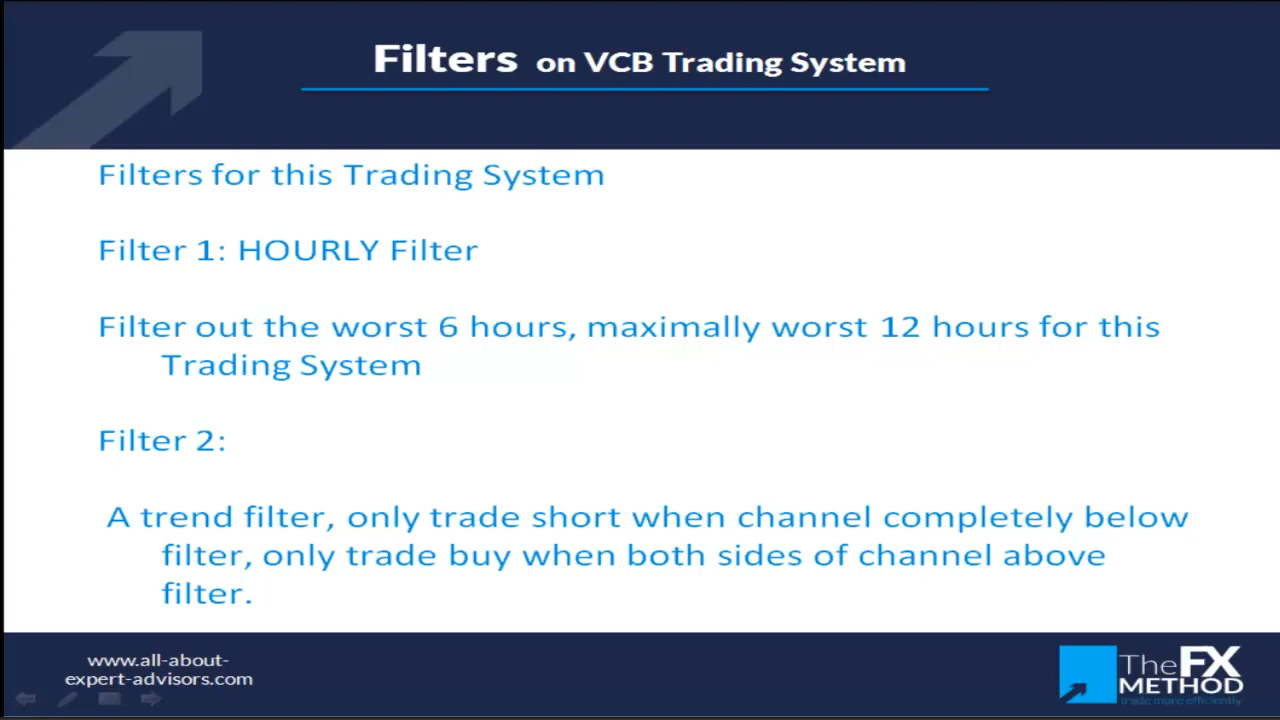 Filters on VCB Trading System
Filters for this Trading System
Filter 1: HOURLY Filter
Filter out the worst 6 hours, maximally worst 12 hours for this
Trading System
Filter 2:
A trend filter, only trade short when channel completely below
filter, only trade buy when both sides of channel above
filter.
www.all-about-
expert-advisors.com
The FX
METHOD
trade more efficiently